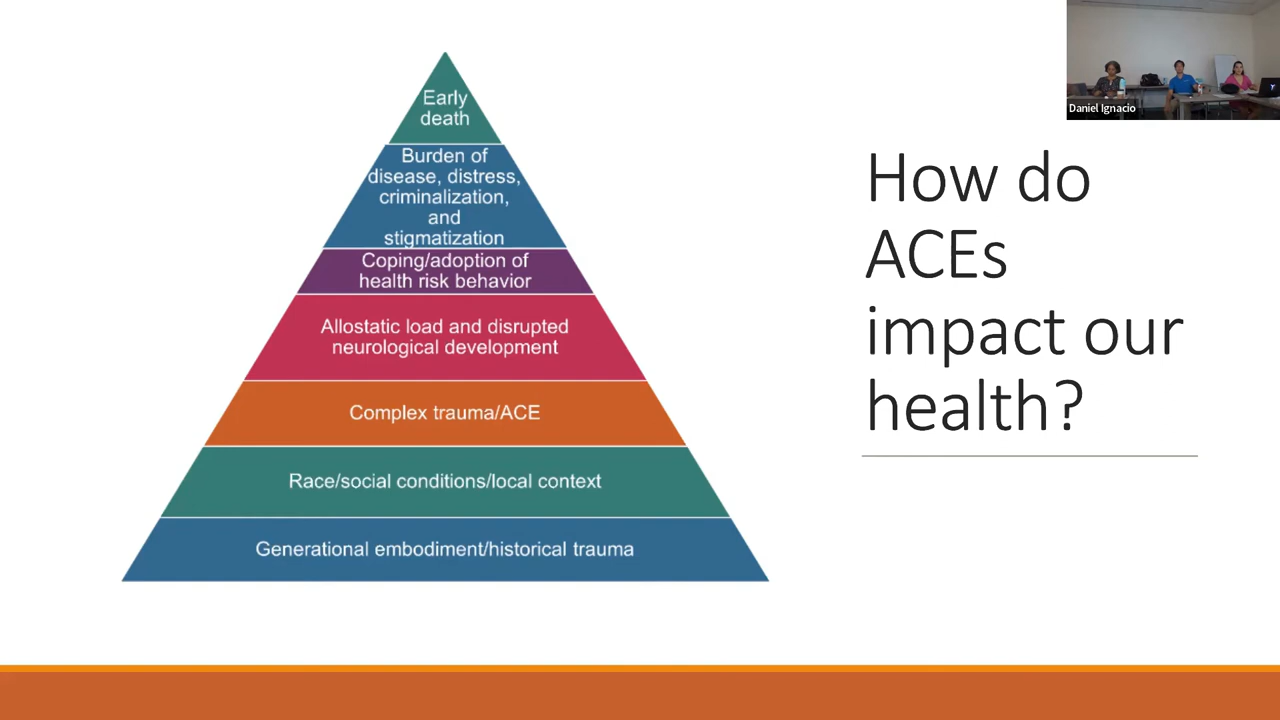 Early
death
Burden of
disease, distress,
criminalization,
and
stigmatization
Coping/adoption of
health risk behavior
Allostatic load and disrupted
neurological development
Complex trauma/ACE
Race/social conditions/local context
Generational embodiment/historical trauma
Daniel Ignacio
How do
ACEs
impact our
health?